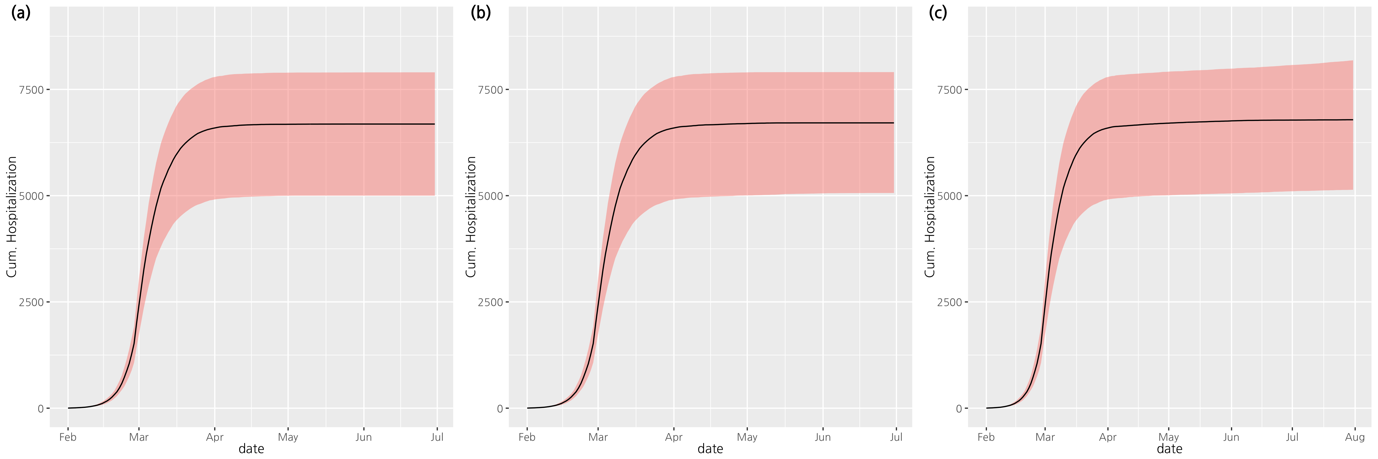 (a)
Cum. Hospitalization
7500
5000
2500
0
Feb Mar Apr May Jun Jul
date
(b)
Cum. Hospitalization
7500
5000
2500
0
Feb Mar Apr May Jun Jul
date
(c)
Cum. Hospitalization
7500
5000
2500
0
Feb Mar Apr May Jun Jul Aug
date